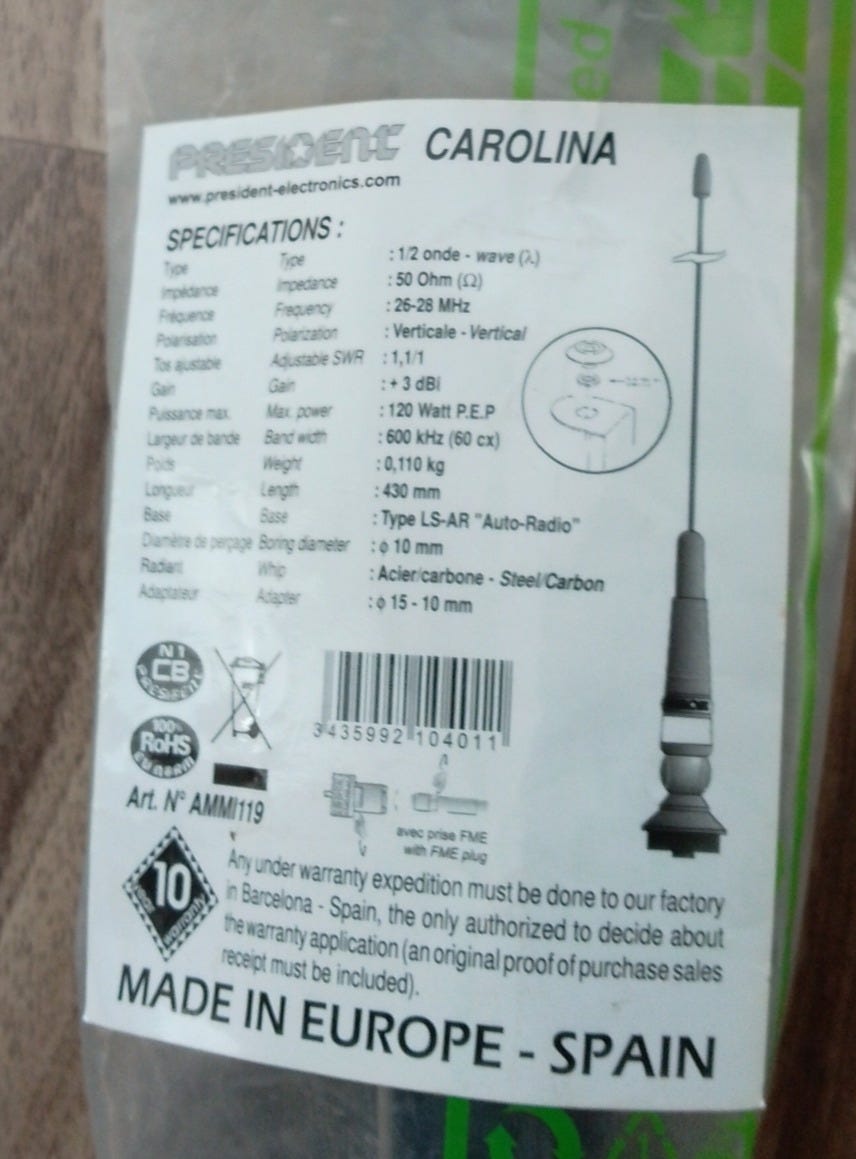 ed
PRESIDENT CAROLINA
www.president-electronics.com
SPECIFICATIONS :
Type Type : 1/2 onde - wave (λ)
Impédance Impedance : 50 Ohm (Ω)
Fréquence Frequency : 26-28 MHz
Polarisation Polarization : Verticale - Vertical
Tos ajustable Adjustable SWR : 1,1/1
Gain Gain : + 3 dBi
Puissance max. Max. power : 120 Watt P.E.P
Largeur de bande Band width : 600 kHz (60 cx)
Poids Weight : 0,110 kg
Longueur Length : 430 mm
Base Base : Type LS-AR "Auto-Radio"
Diamètre de perçage Boring diameter : ϕ 10 mm
Radiant Whip : Acier/carbone - Steel/Carbon
Adaptateur Adapter : ϕ 15 - 10 mm
N1
CB
PRESIDENT
100%
RoHS
3 435992 104011
Art. N° AMMI119
avec prise FME
with FME plug
10
years warranty
Any under warranty expedition must be done to our factory
in Barcelona - Spain, the only authorized to decide about
the warranty application (an original proof of purchase sales
receipt must be included).
MADE IN EUROPE - SPAIN